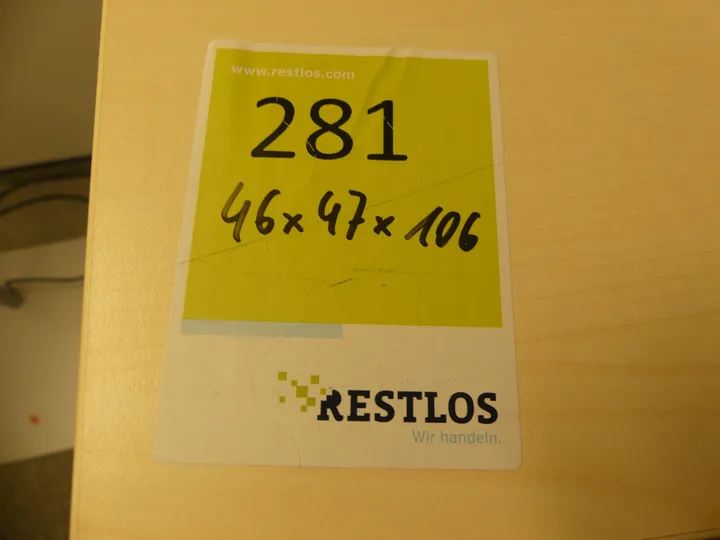 www.restlos.com
281
46 x 47 x 106
RESTLOS
Wir handeln.